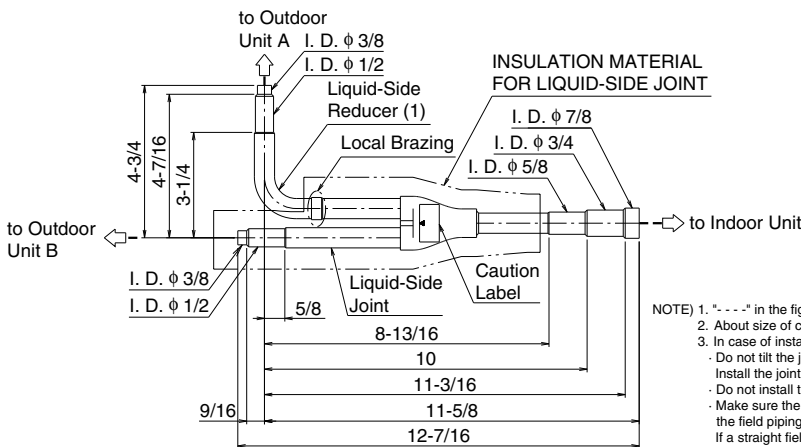 to Outdoor
Unit A
I. D. ϕ 3/8
I. D. ϕ 1/2
Liquid-Side
Reducer (1)
Local Brazing
INSULATION MATERIAL
FOR LIQUID-SIDE JOINT
I. D. ϕ 7/8
I. D. ϕ 3/4
I. D. ϕ 5/8
4-3/4
4-7/16
3-1/4
to Outdoor
Unit B
to Indoor Unit
I. D. ϕ 3/8
I. D. ϕ 1/2
Liquid-Side
Joint
Caution
Label
5/8
8-13/16
10
11-3/16
9/16
11-5/8
12-7/16
NOTE) 1. "- - - -" in the fig
2. About size of c
3. In case of insta
· Do not tilt the j
Install the joint
· Do not install t
· Make sure the
the field piping
If a straight fiel